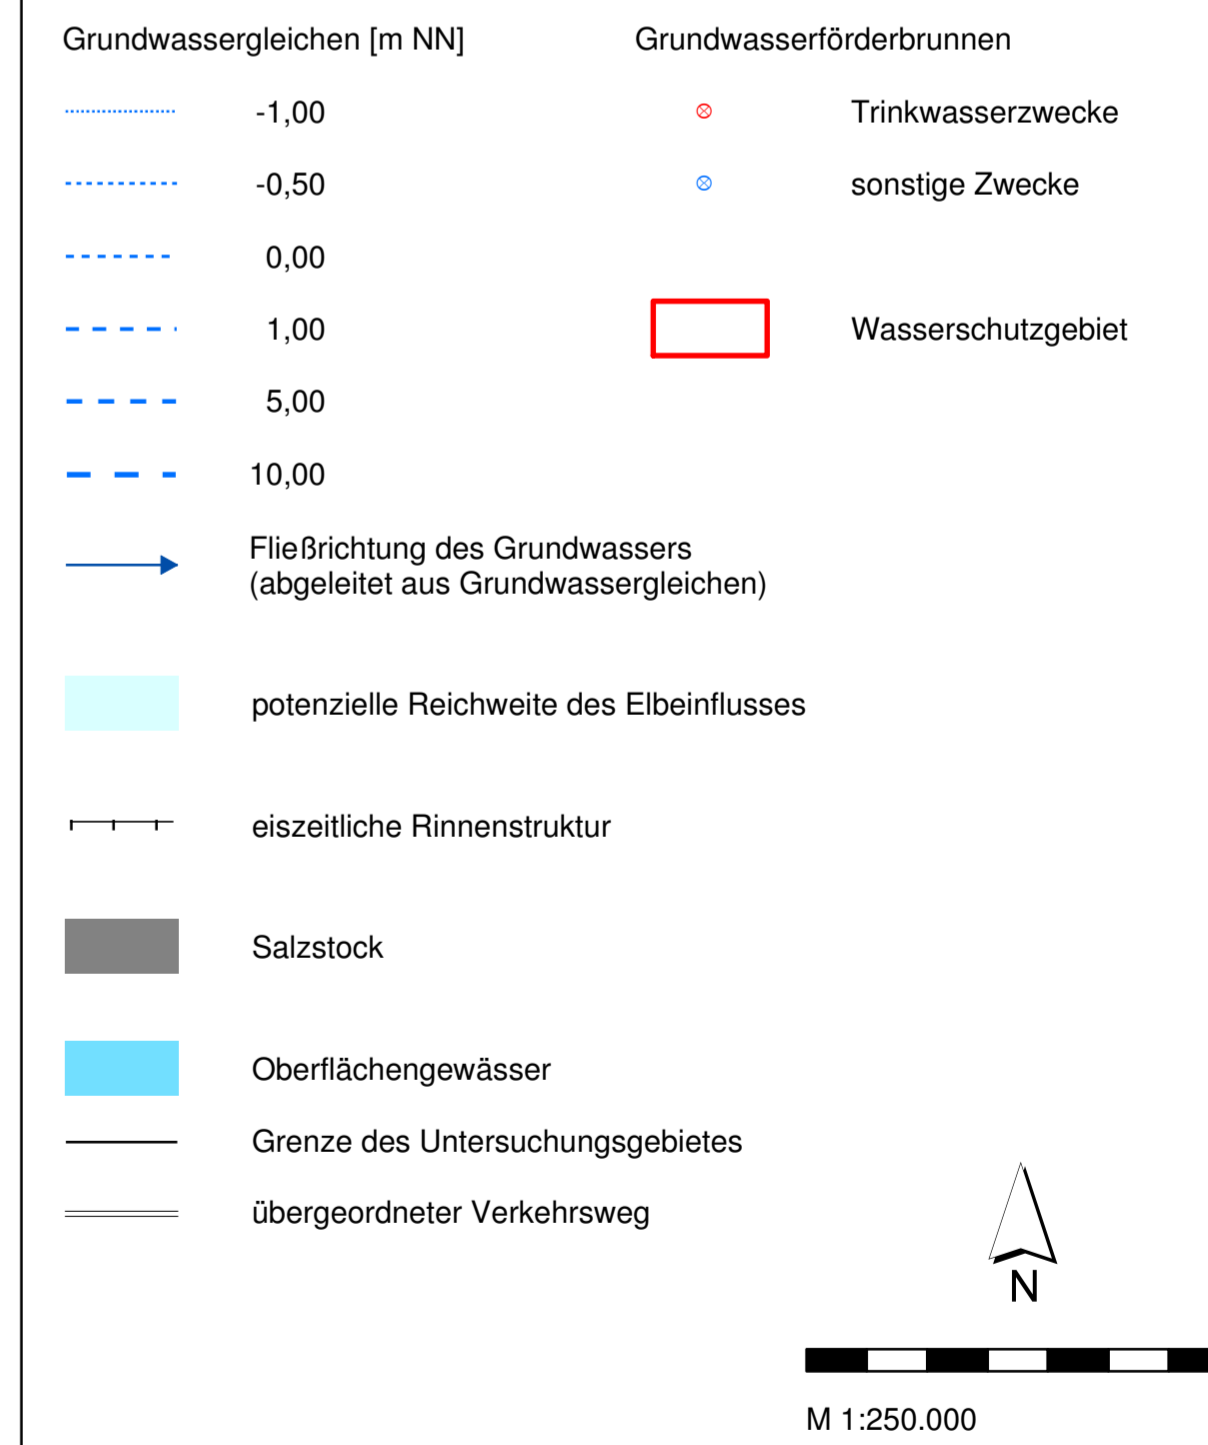 Grundwassergleichen [m NN]
-1,00
-0,50
0,00
1,00
5,00
10,00
Fließrichtung des Grundwassers
(abgeleitet aus Grundwassergleichen)
potenzielle Reichweite des Elbeinflusses
eiszeitliche Rinnenstruktur
Salzstock
Oberflächengewässer
Grenze des Untersuchungsgebietes
übergeordneter Verkehrsweg
Grundwasserförderbrunnen
Trinkwasserzwecke
sonstige Zwecke
Wasserschutzgebiet
N
M 1:250.000